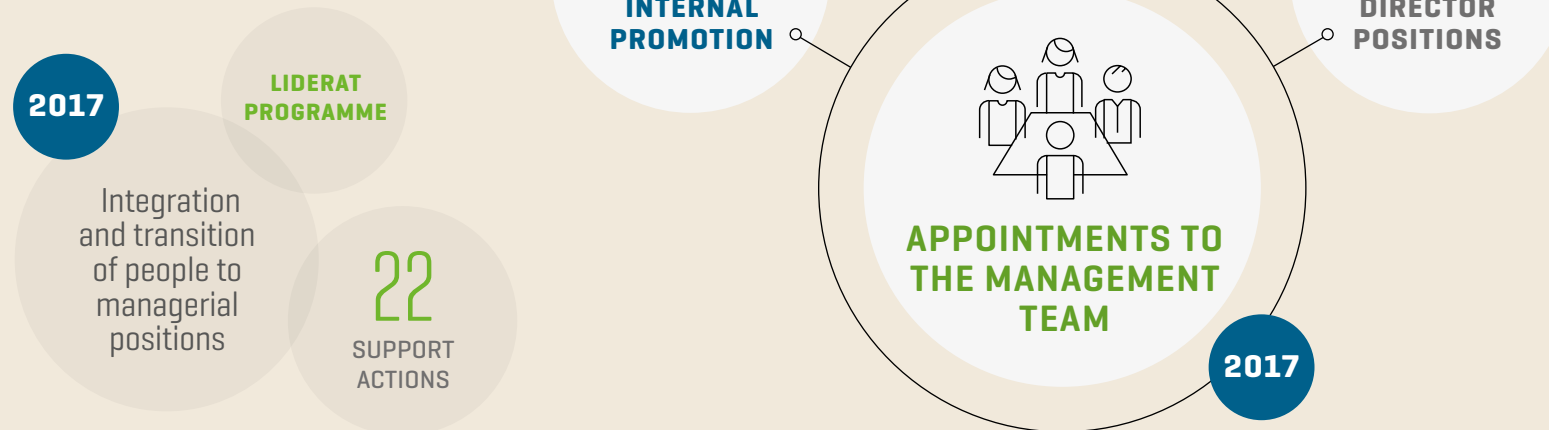 2017
LIDERAT
PROGRAMME
Integration
and transition
of people to
managerial
positions
22
SUPPORT
ACTIONS
INTERNAL
PROMOTION
DIRECTOR
POSITIONS
APPOINTMENTS TO
THE MANAGEMENT
TEAM
2017